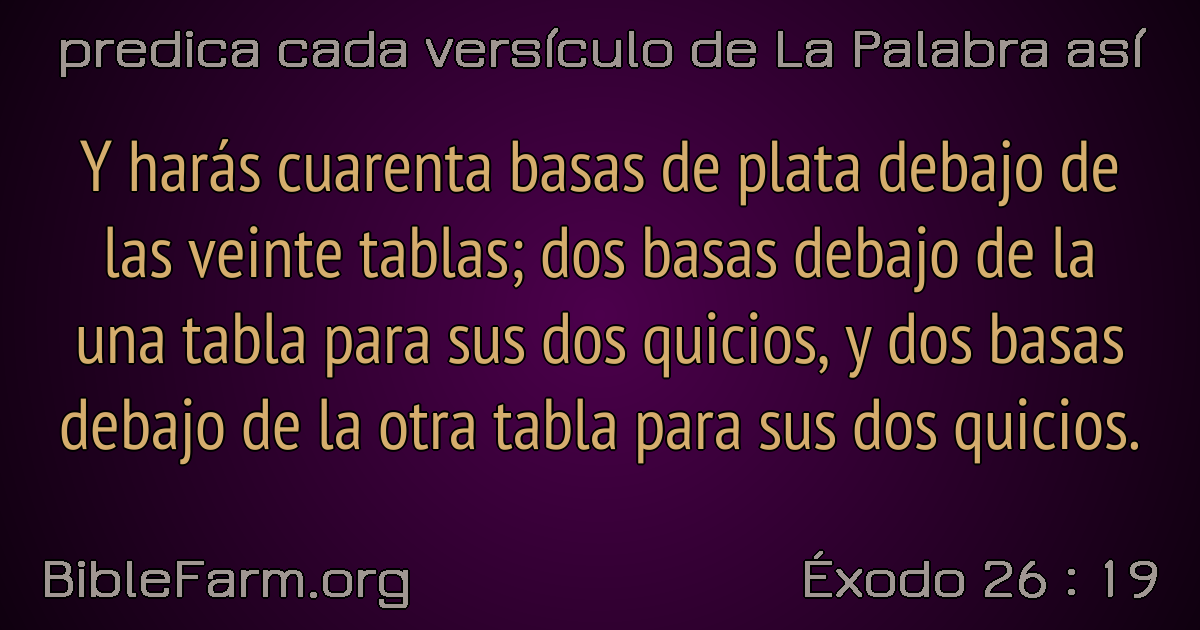 predica cada versículo de La Palabra así
Y harás cuarenta basas de plata debajo de
las veinte tablas; dos basas debajo de la
una tabla para sus dos quicios, y dos basas
debajo de la otra tabla para sus dos quicios.
BibleFarm.org
Éxodo 26 : 19